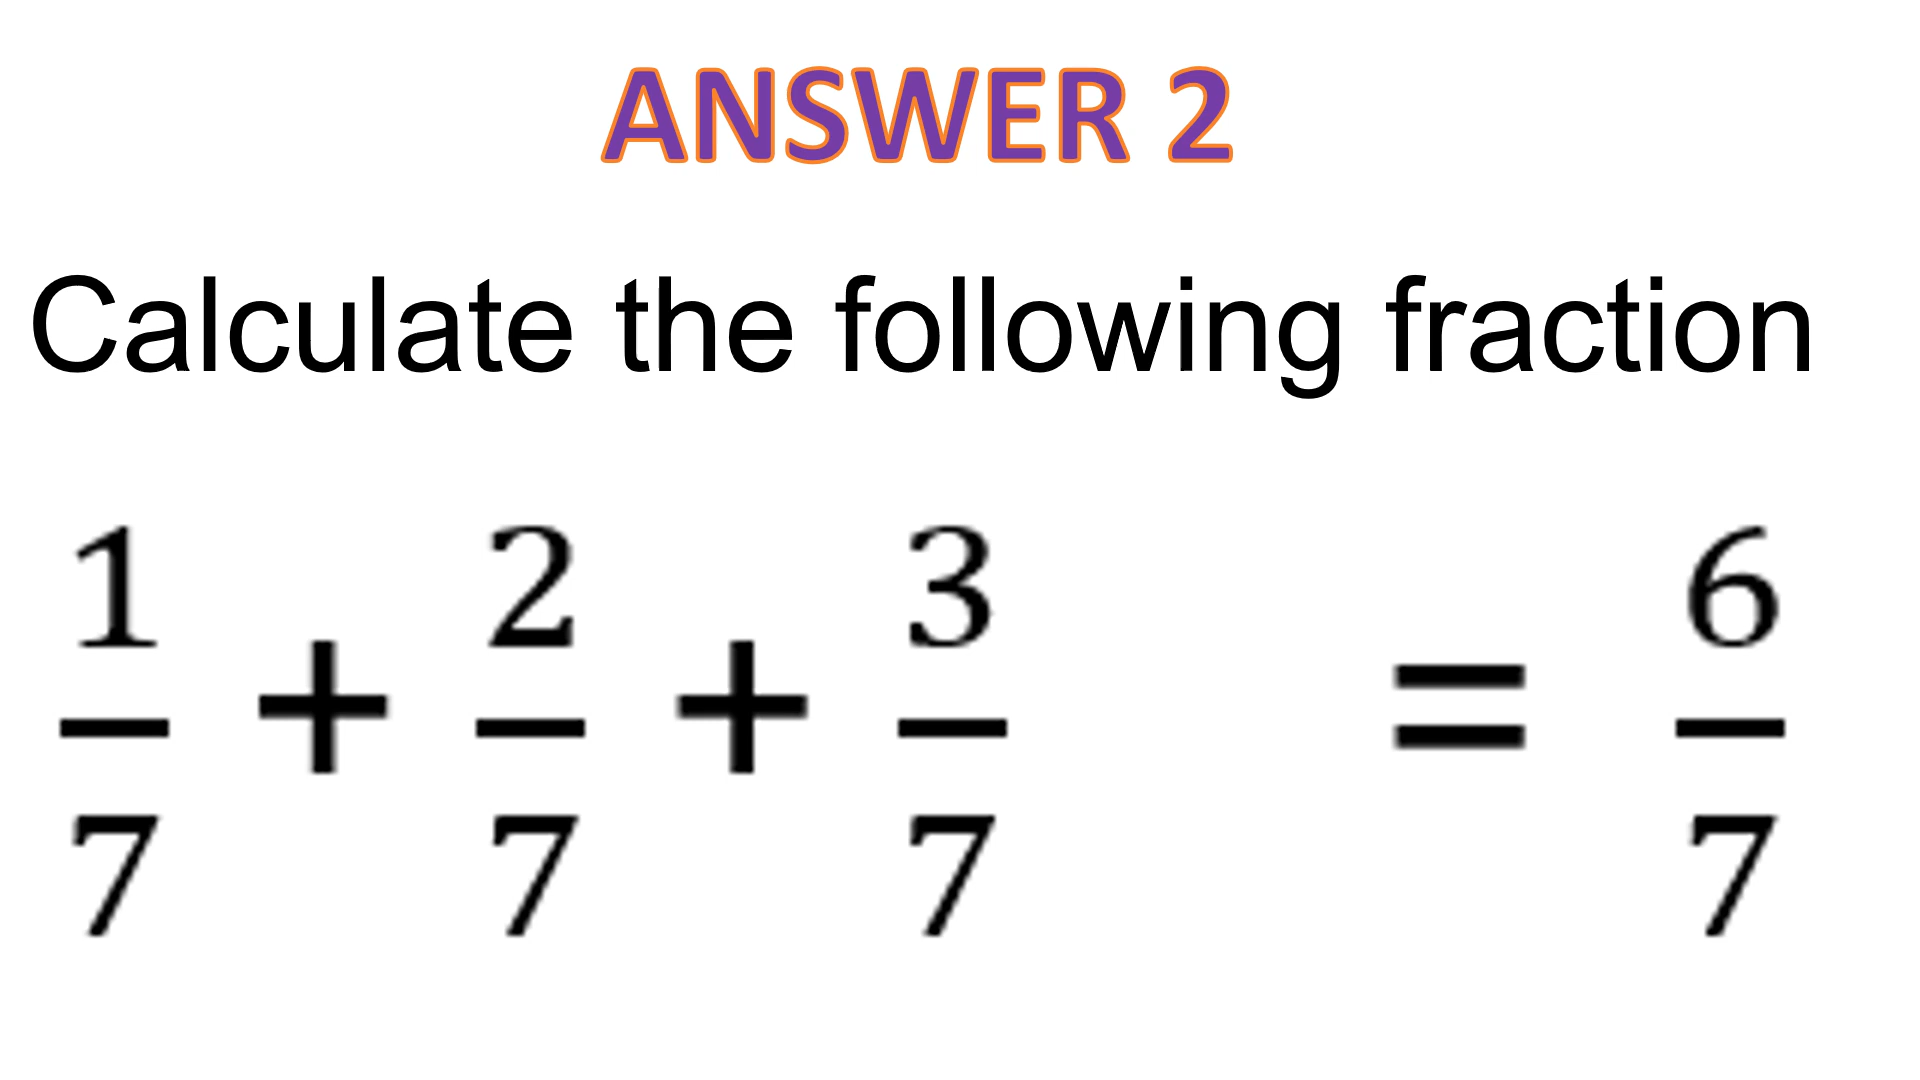 ANSWER 2
Calculate the following fraction
1/7 + 2/7 + 3/7 = 6/7